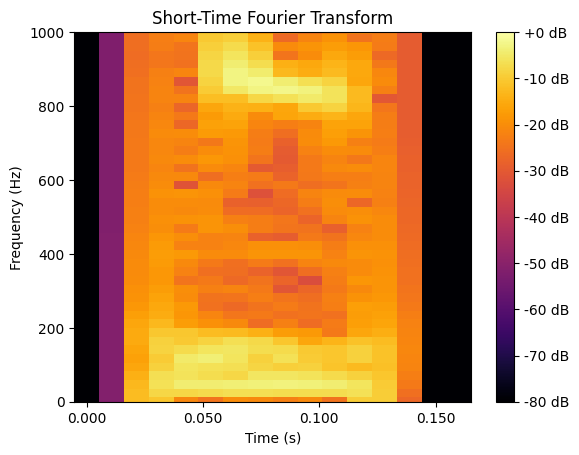 Short-Time Fourier Transform
1000
800
600
400
200
0
Frequency (Hz)
0.000
0.050
0.100
0.150
Time (s)
+0 dB
-10 dB
-20 dB
-30 dB
-40 dB
-50 dB
-60 dB
-70 dB
-80 dB